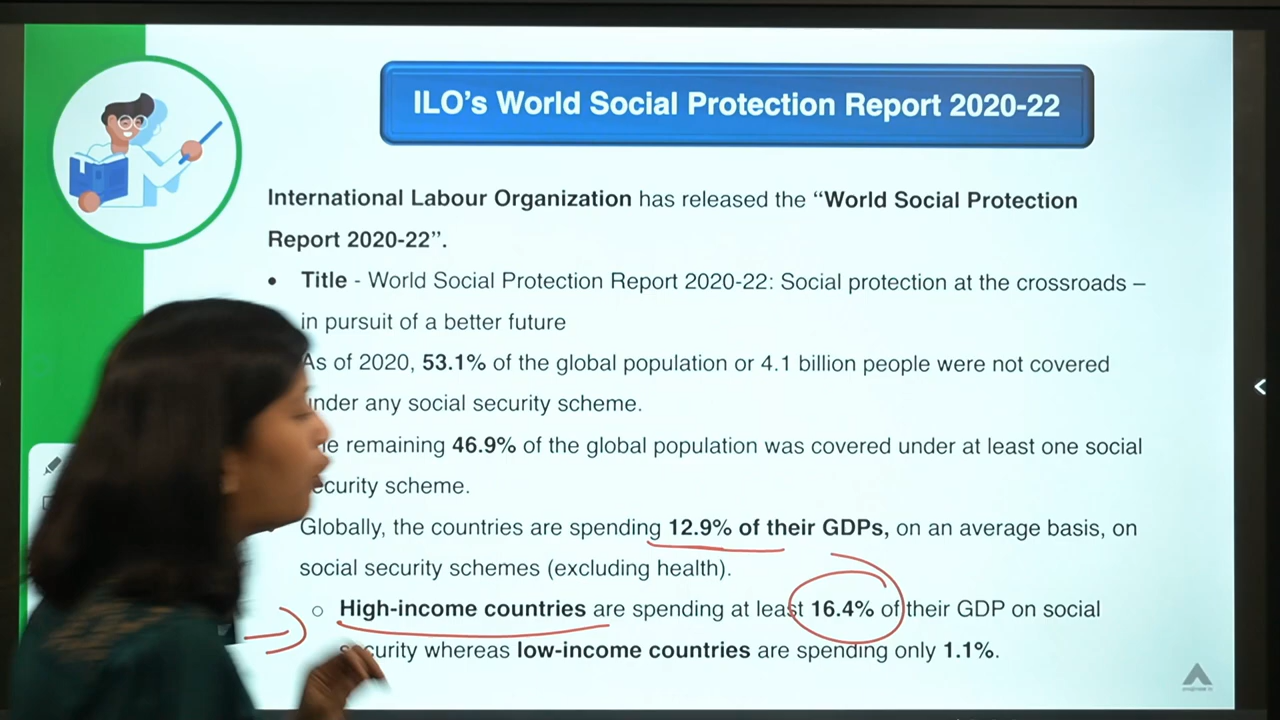 ILO’s World Social Protection Report 2020-22
International Labour Organization has released the “World Social Protection
Report 2020-22”.
• Title - World Social Protection Report 2020-22: Social protection at the crossroads –
in pursuit of a better future
As of 2020, 53.1% of the global population or 4.1 billion people were not covered
under any social security scheme.
remaining 46.9% of the global population was covered under at least one social
security scheme.
Globally, the countries are spending 12.9% of their GDPs, on an average basis, on
social security schemes (excluding health).
○ High-income countries are spending at least 16.4% of their GDP on social
security whereas low-income countries are spending only 1.1%.